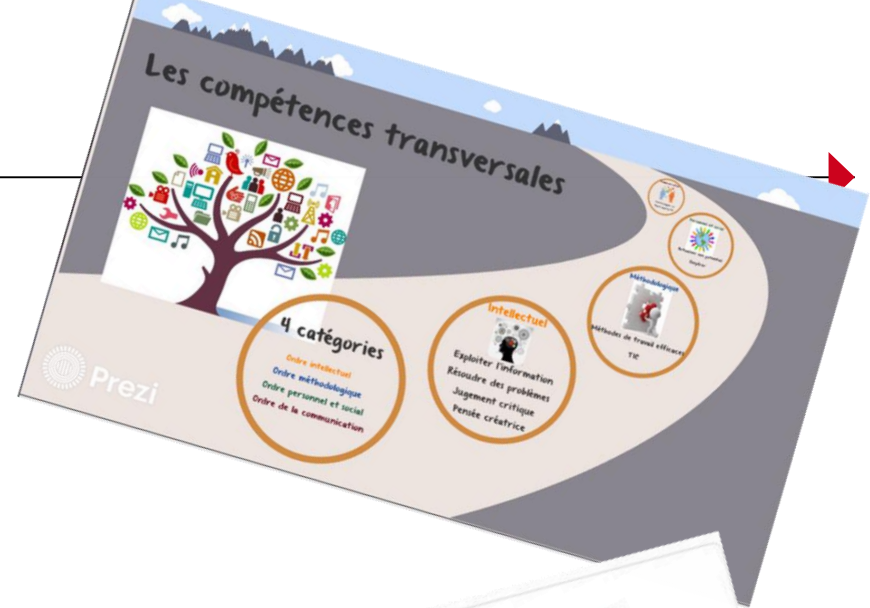 Les compétences transversales
4 catégories
Ordre intellectuel
Ordre méthodologique
Ordre personnel et social
Ordre de la communication
Intellectuel
Exploiter l'information
Résoudre des problèmes
Jugement critique
Pensée créatrice
Méthodologique
Méthodes de travail efficaces
TIC
Prezi